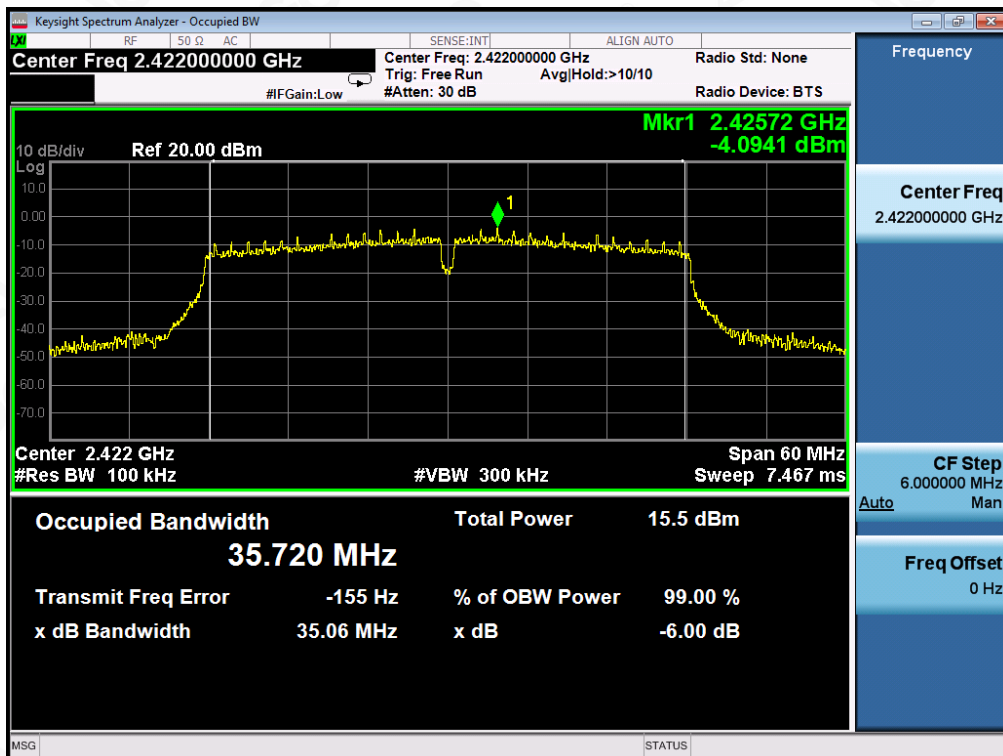 Keysight Spectrum Analyzer - Occupied BW
LXI RF 50 Ω AC SENSE:INT ALIGN AUTO
Center Freq 2.422000000 GHz
Center Freq: 2.422000000 GHz Radio Std: None
Trig: Free Run Avg|Hold:>10/10
#IFGain:Low #Atten: 30 dB Radio Device: BTS
Mkr1 2.42572 GHz
-4.0941 dBm
10 dB/div Ref 20.00 dBm
Log
10.0
0.00
-10.0
-20.0
-30.0
-40.0
-50.0
-60.0
-70.0
1
Center 2.422 GHz Span 60 MHz
#Res BW 100 kHz #VBW 300 kHz Sweep 7.467 ms
Occupied Bandwidth Total Power 15.5 dBm
35.720 MHz
Transmit Freq Error -155 Hz % of OBW Power 99.00 %
x dB Bandwidth 35.06 MHz x dB -6.00 dB
MSG STATUS
Frequency
Center Freq
2.422000000 GHz
CF Step
6.000000 MHz
Auto Man
Freq Offset
0 Hz